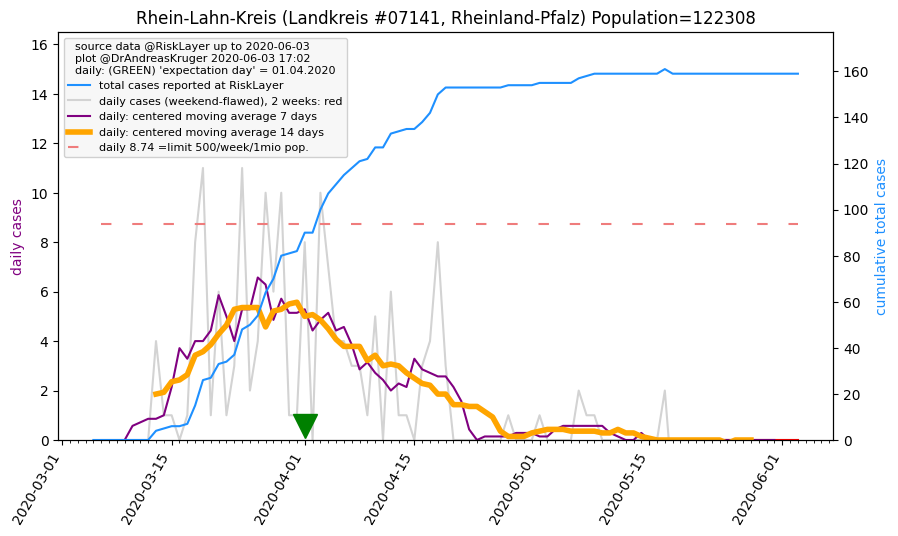 Rhein-Lahn-Kreis (Landkreis #07141, Rheinland-Pfalz) Population=122308
source data @RiskLayer up to 2020-06-03
plot @DrAndreasKruger 2020-06-03 17:02
daily: (GREEN) 'expectation day' = 01.04.2020
total cases reported at RiskLayer
daily cases (weekend-flawed), 2 weeks: red
daily: centered moving average 7 days
daily: centered moving average 14 days
daily 8.74 =limit 500/week/1mio pop.
daily cases
16
14
12
10
8
6
4
2
0
cumulative total cases
160
140
120
100
80
60
40
20
0
2020-03-01
2020-03-15
2020-04-01
2020-04-15
2020-05-01
2020-05-15
2020-06-01